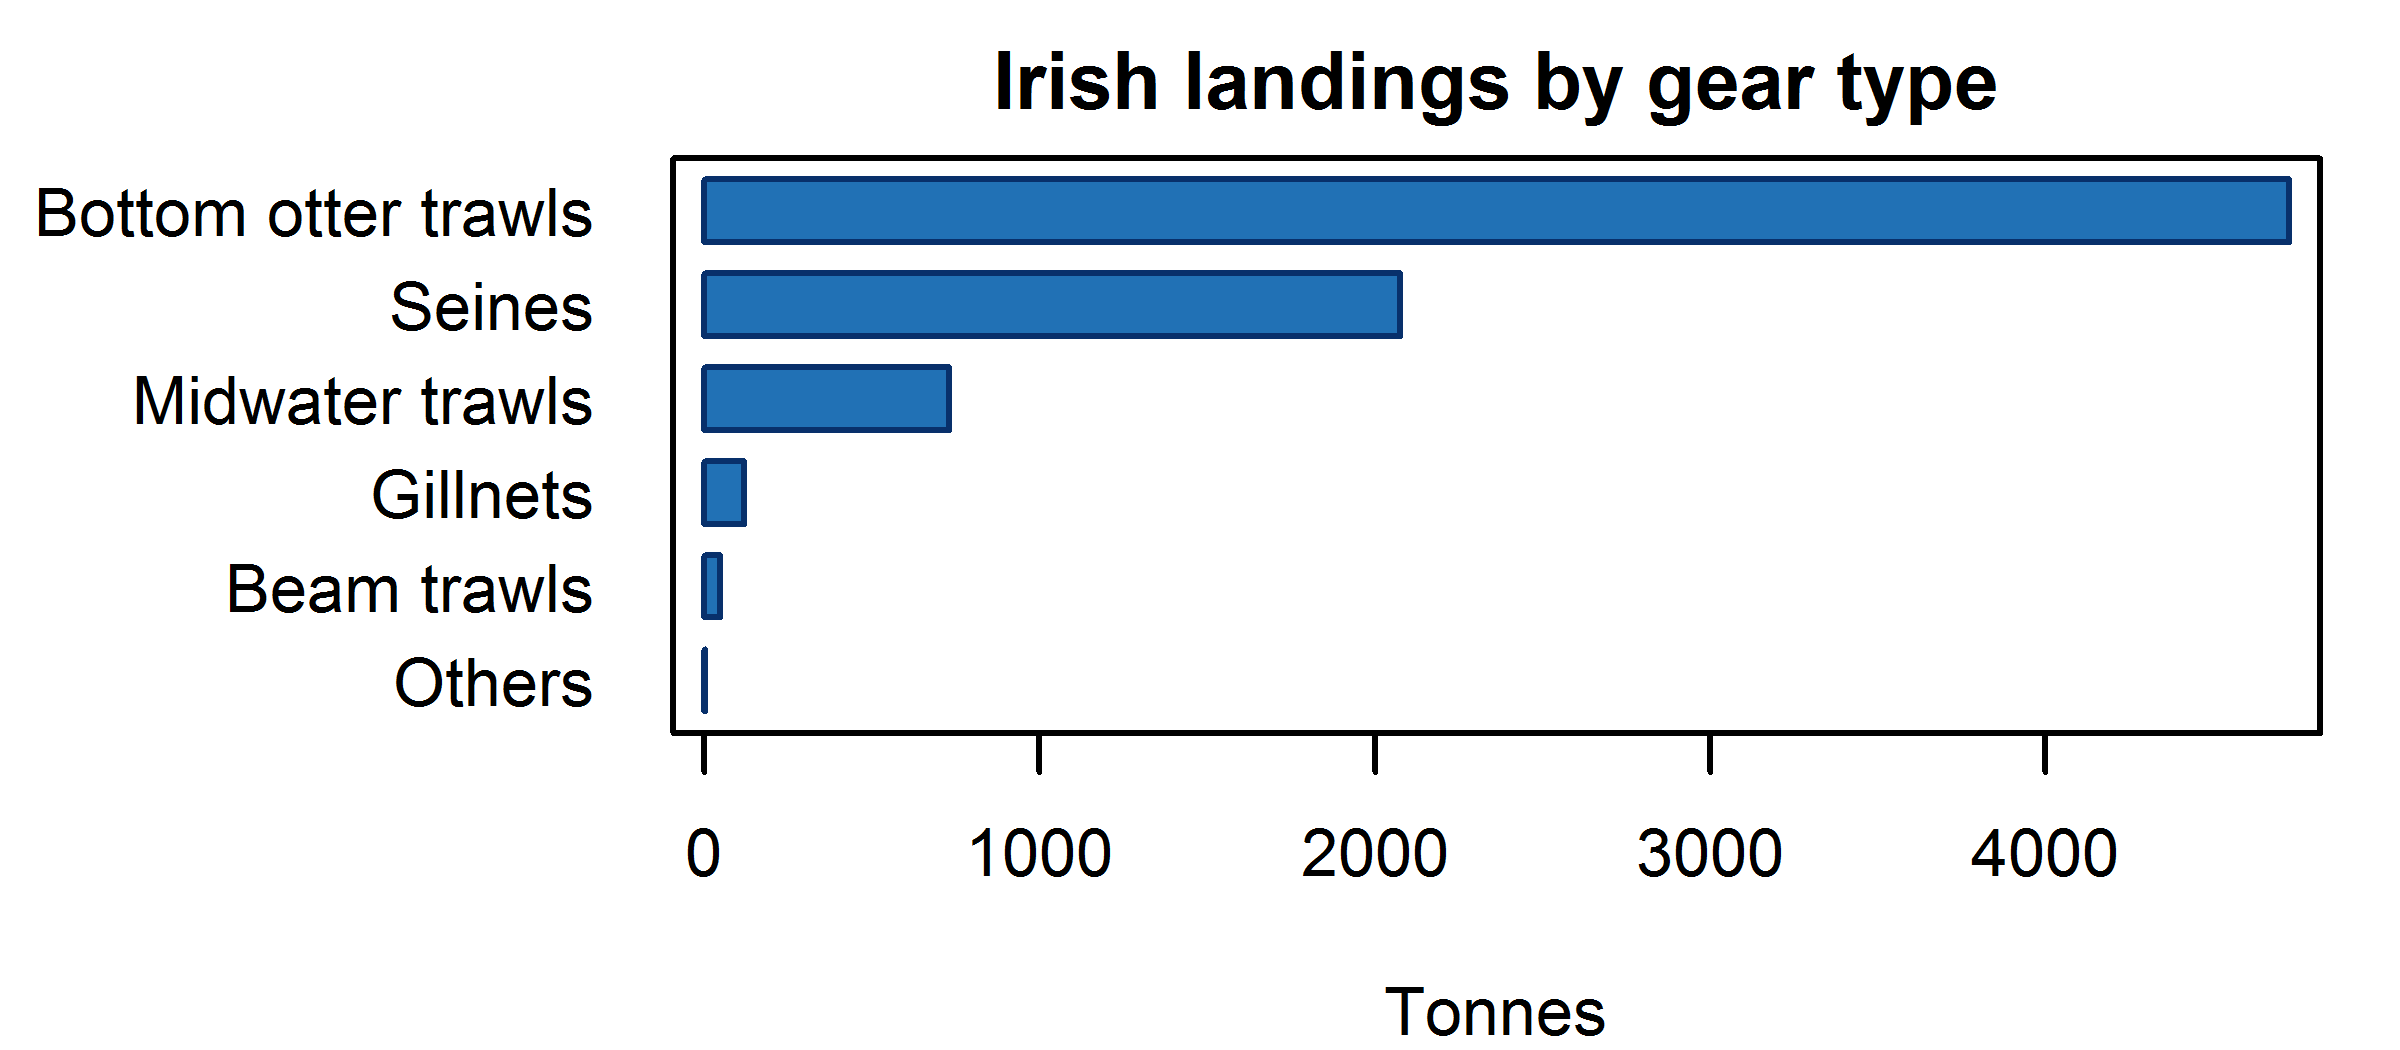 Irish landings by gear type
Bottom otter trawls
Seines
Midwater trawls
Gillnets
Beam trawls
Others
0 1000 2000 3000 4000
Tonnes